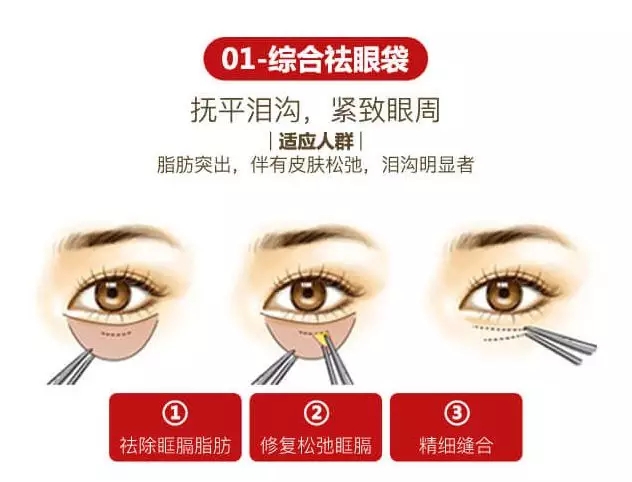 01-综合祛眼袋
抚平泪沟，紧致眼周
|适应人群|
脂肪突出，伴有皮肤松弛，泪沟明显者
① ② ③
祛除眶膈脂肪 修复松弛眶膈 精细缝合